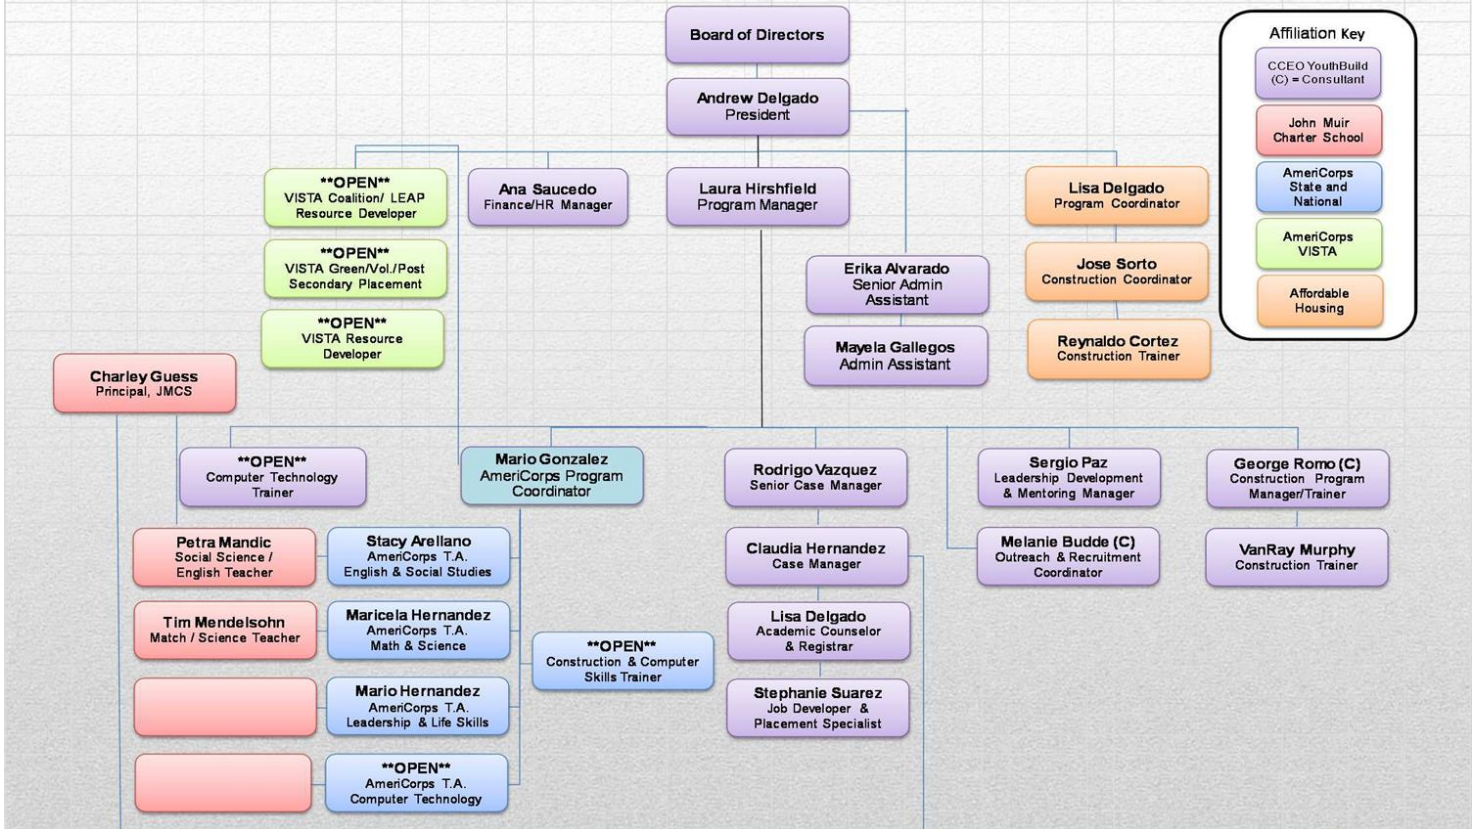 Board of Directors
Andrew Delgado
President
Affiliation Key
CCEO YouthBuild
(C) = Consultant
John Muir
Charter School
AmeriCorps
State and
National
AmeriCorps
VISTA
Affordable
Housing
**OPEN**
VISTA Coalition/ LEAP
Resource Developer
Ana Saucedo
Finance/HR Manager
Laura Hirshfield
Program Manager
Lisa Delgado
Program Coordinator
**OPEN**
VISTA Green/Vol./Post
Secondary Placement
Erika Alvarado
Senior Admin
Assistant
Jose Sorto
Construction Coordinator
**OPEN**
VISTA Resource
Developer
Mayela Gallegos
Admin Assistant
Reynaldo Cortez
Construction Trainer
Charley Guess
Principal, JMCS
**OPEN**
Computer Technology
Trainer
Mario Gonzalez
AmeriCorps Program
Coordinator
Rodrigo Vazquez
Senior Case Manager
Sergio Paz
Leadership Development
& Mentoring Manager
George Romo (C)
Construction Program
Manager/Trainer
Petra Mandic
Social Science /
English Teacher
Stacy Arellano
AmeriCorps T.A.
English & Social Studies
Claudia Hernandez
Case Manager
Melanie Budde (C)
Outreach & Recruitment
Coordinator
VanRay Murphy
Construction Trainer
Tim Mendelsohn
Match / Science Teacher
Maricela Hernandez
AmeriCorps T.A.
Math & Science
**OPEN**
Construction & Computer
Skills Trainer
Lisa Delgado
Academic Counselor
& Registrar
Mario Hernandez
AmeriCorps T.A.
Leadership & Life Skills
Stephanie Suarez
Job Developer &
Placement Specialist
**OPEN**
AmeriCorps T.A.
Computer Technology